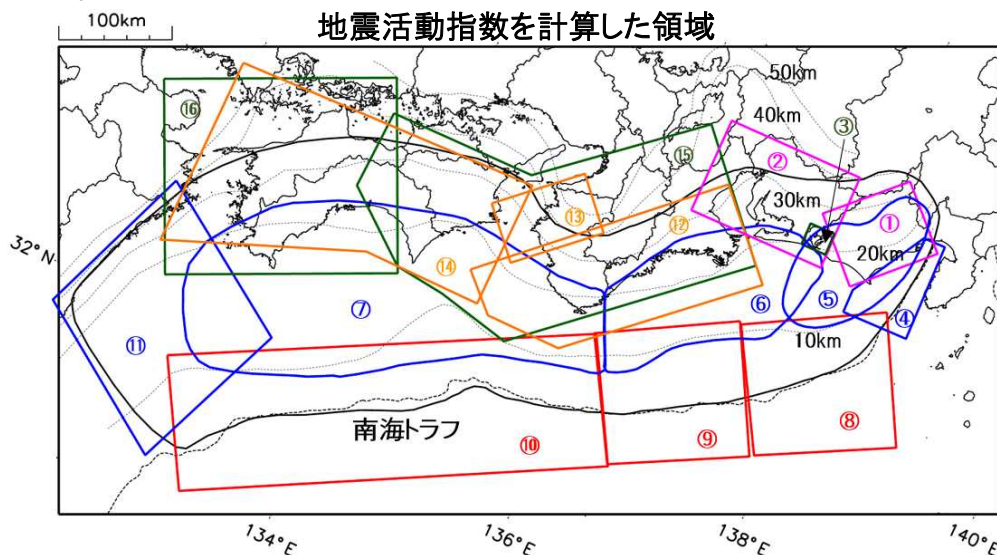 地震活動指数を計算した領域
100km
50km
40km
③
⑯
②
⑮
30km
⑬
⑫
①
32°N
20km
⑭
⑦
⑥
⑤
④
⑪
10km
南海トラフ
⑩
⑨
⑧
134°E
136°E
138°E
140°E